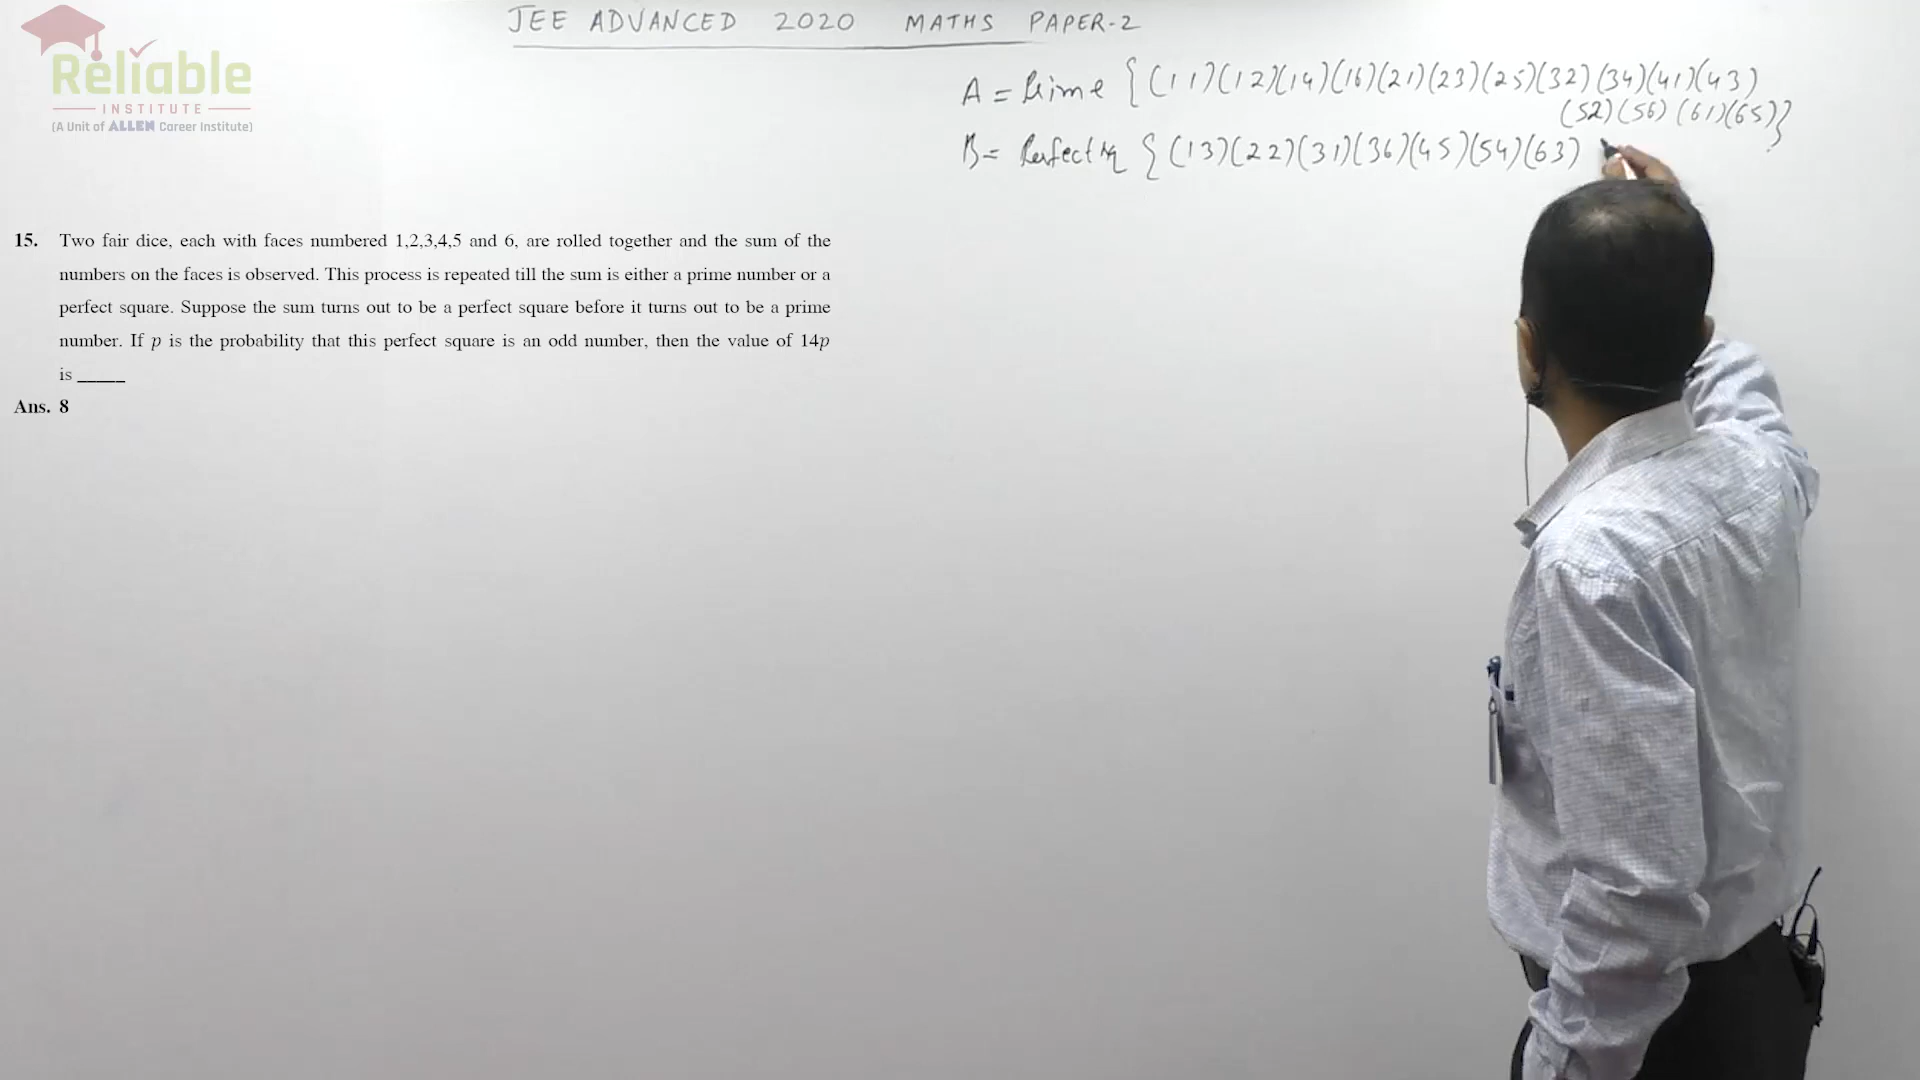 Reliable
INSTITUTE
(A Unit of ALLEN Career Institute)
JEE ADVANCED 2020 MATHS PAPER-2
A = Prime {(11)(12)(14)(16)(21)(23)(25)(32)(34)(41)(43)
(52)(56)(61)(65)}
B = Perfect sq {(13)(22)(31)(36)(45)(54)(63)
15. Two fair dice, each with faces numbered 1,2,3,4,5 and 6, are rolled together and the sum of the
numbers on the faces is observed. This process is repeated till the sum is either a prime number or a
perfect square. Suppose the sum turns out to be a perfect square before it turns out to be a prime
number. If p is the probability that this perfect square is an odd number, then the value of 14p
is _____
Ans. 8